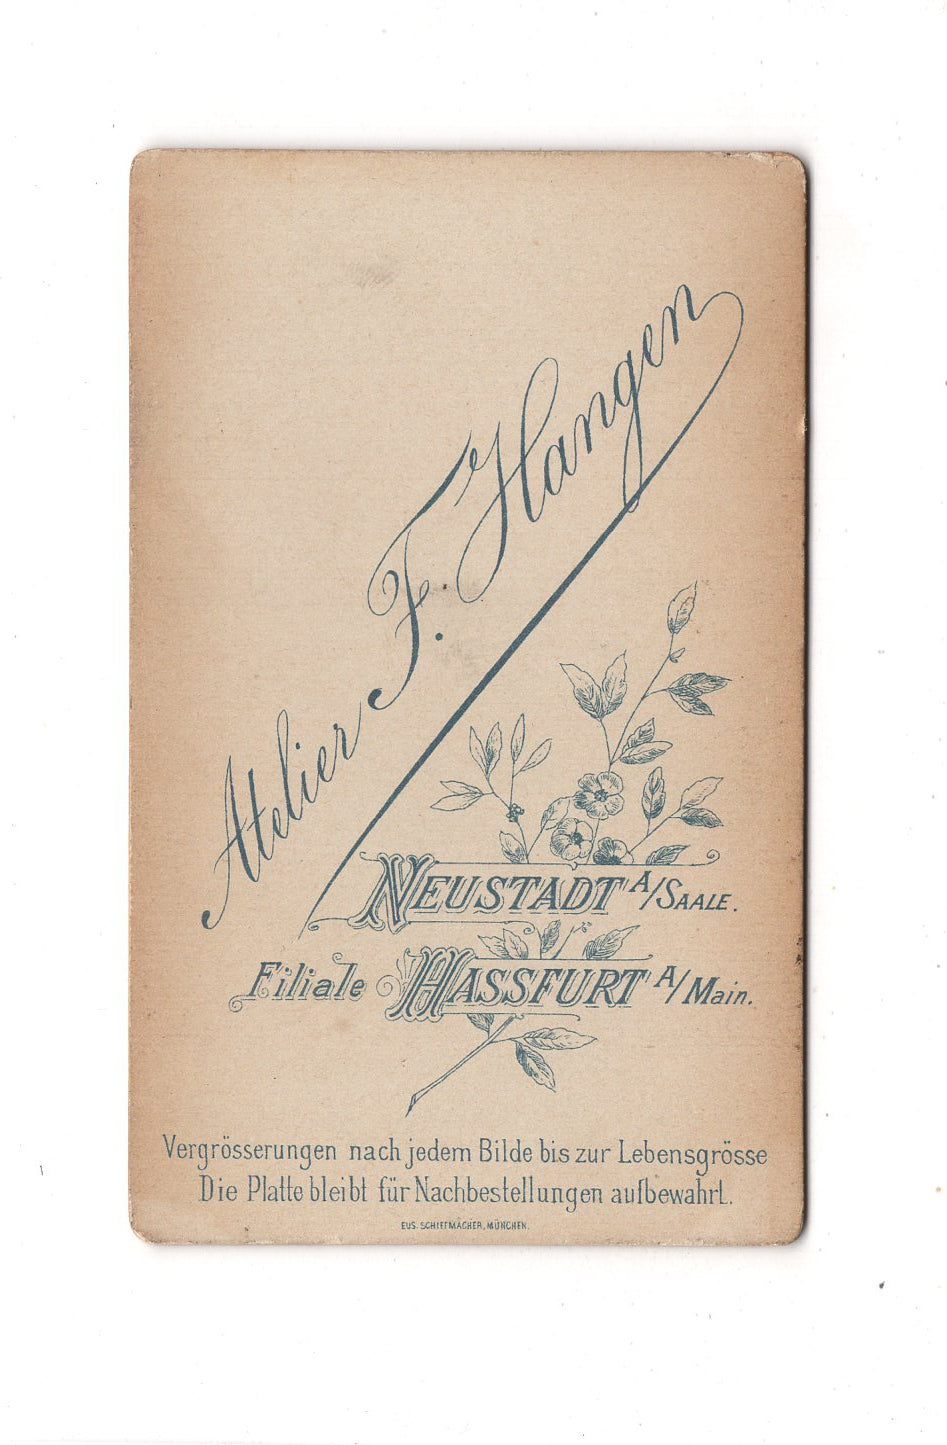 Atelier F. Hangen
NEUSTADT A/SAALE.
Filiale HASSFURT A/Main.
Vergrösserungen nach jedem Bilde bis zur Lebensgrösse
Die Platte bleibt für Nachbestellungen aufbewahrt.
EUS. SCHIFFMACHER, MÜNCHEN.